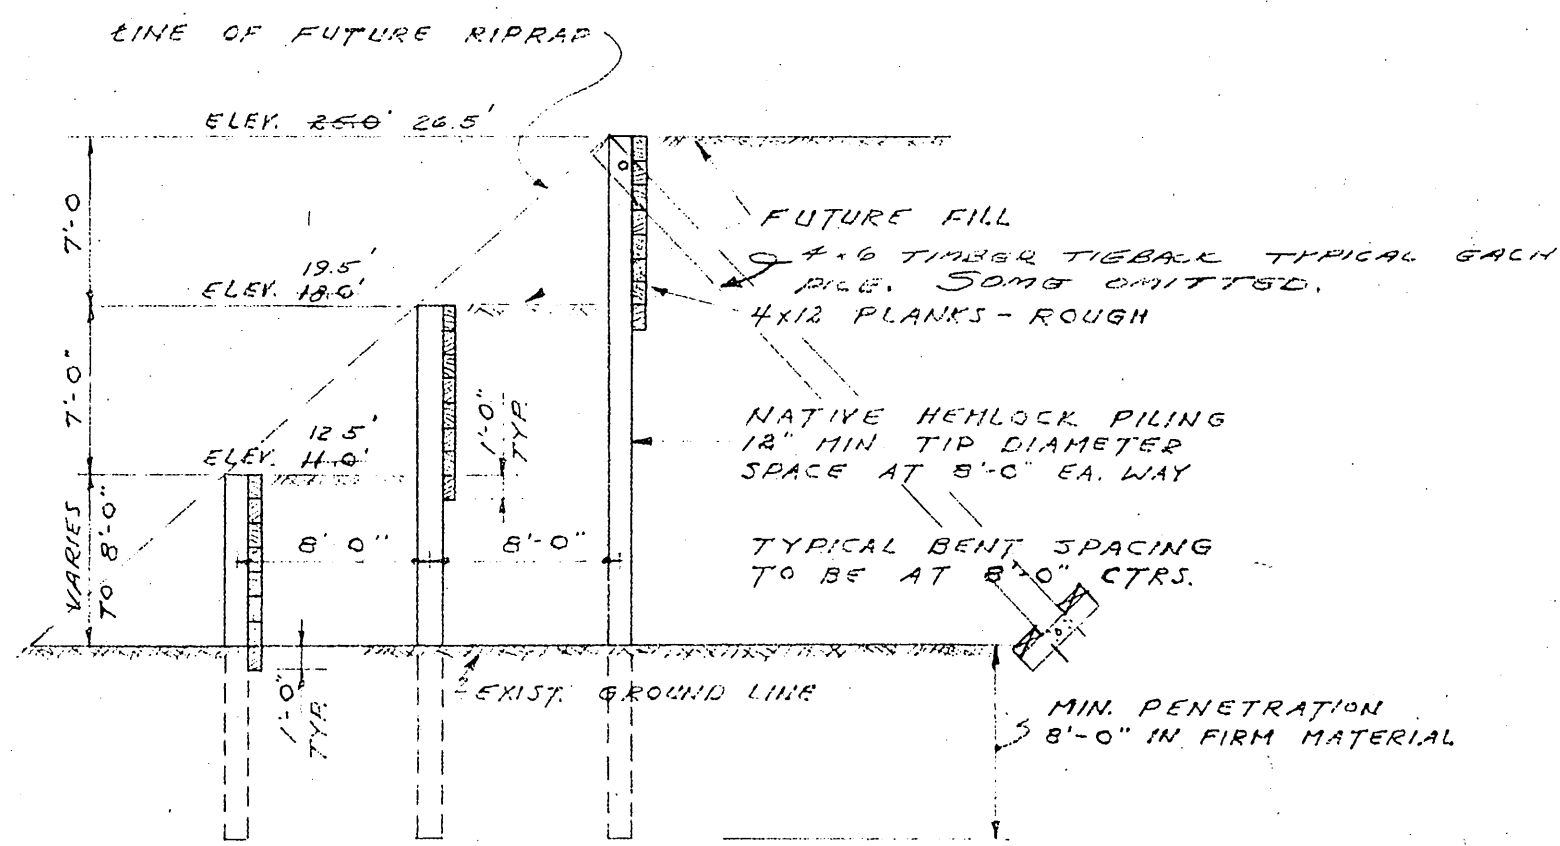 LINE OF FUTURE RIPRAP
ELEV. 25.0' 26.5'
7'-0
FUTURE FILL
4x6 TIMBER TIEBACK TYPICAL EACH
PILE. SOME OMITTED.
19.5'
ELEV. 18.0'
4x12 PLANKS - ROUGH
7'-0"
1'-0"
TYP.
NATIVE HEMLOCK PILING
12" MIN TIP DIAMETER
SPACE AT 8'-0" EA. WAY
12.5'
ELEV. 11.0'
VARIES
TO 8'-0"
8'-0"
8'-0"
TYPICAL BENT SPACING
TO BE AT 8'-0" CTRS.
1'-0"
TYP.
EXIST. GROUND LINE
MIN. PENETRATION
8'-0" IN FIRM MATERIAL